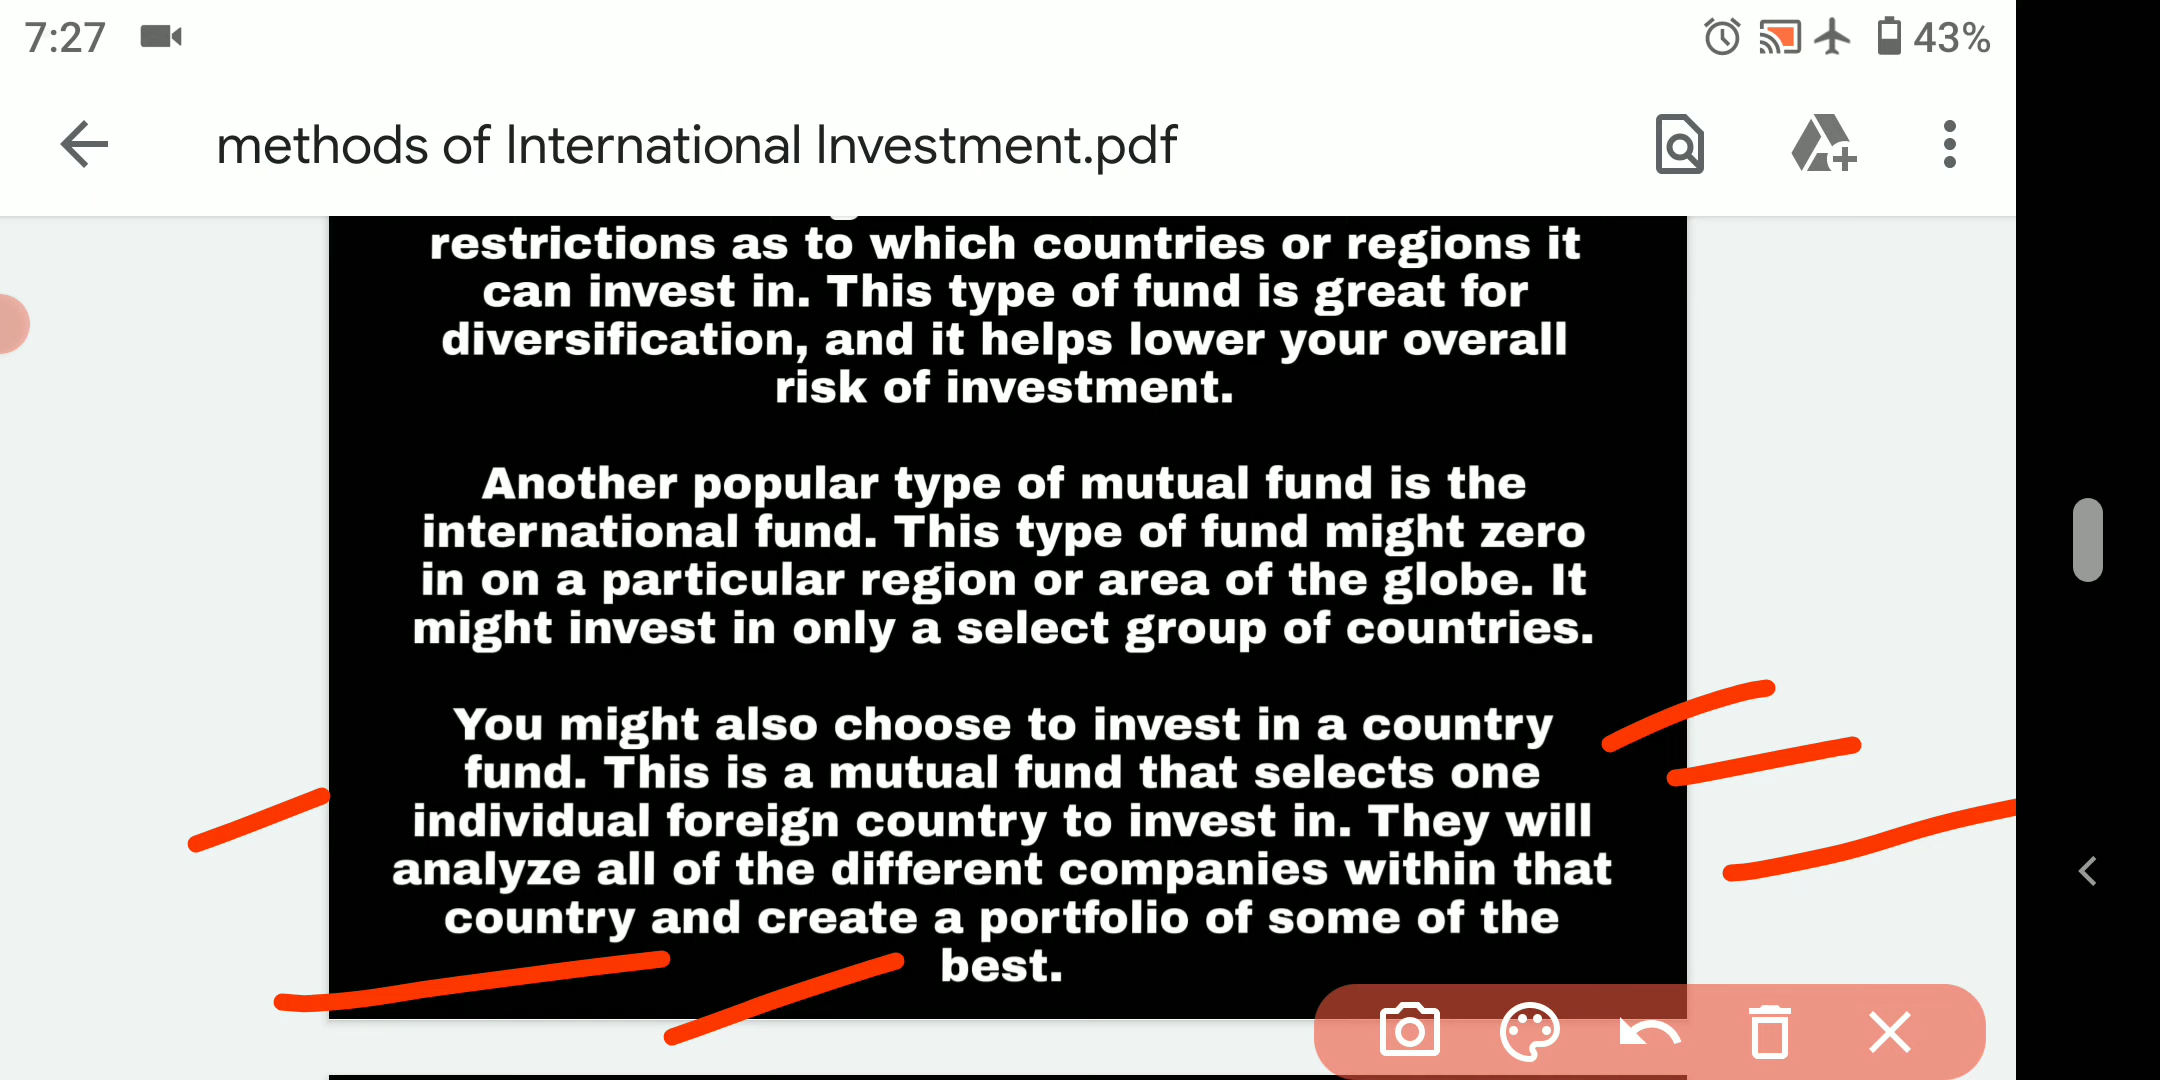 7:27
43%
methods of International Investment.pdf
restrictions as to which countries or regions it
can invest in. This type of fund is great for
diversification, and it helps lower your overall
risk of investment.
Another popular type of mutual fund is the
international fund. This type of fund might zero
in on a particular region or area of the globe. It
might invest in only a select group of countries.
You might also choose to invest in a country
fund. This is a mutual fund that selects one
individual foreign country to invest in. They will
analyze all of the different companies within that
country and create a portfolio of some of the
best.